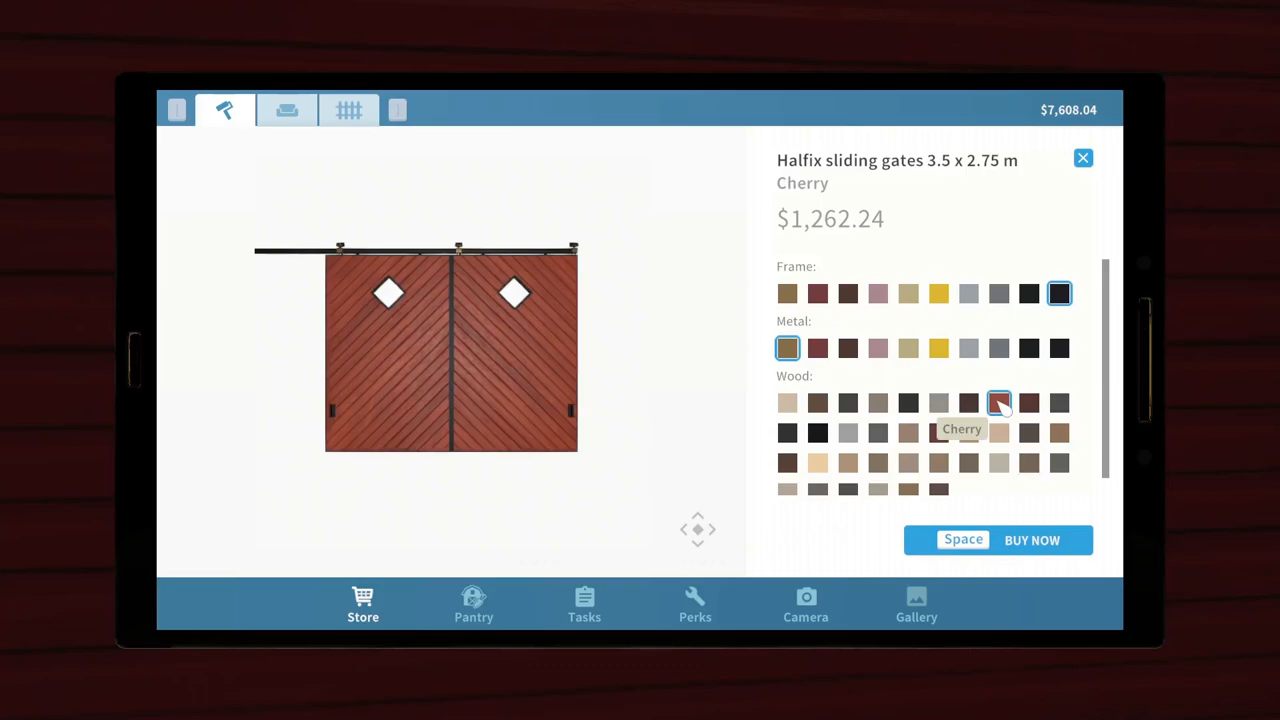 $7,608.04
Halfix sliding gates 3.5 x 2.75 m
Cherry
$1,262.24
Frame:
Metal:
Wood:
Cherry
Space BUY NOW
Store Pantry Tasks Perks Camera Gallery